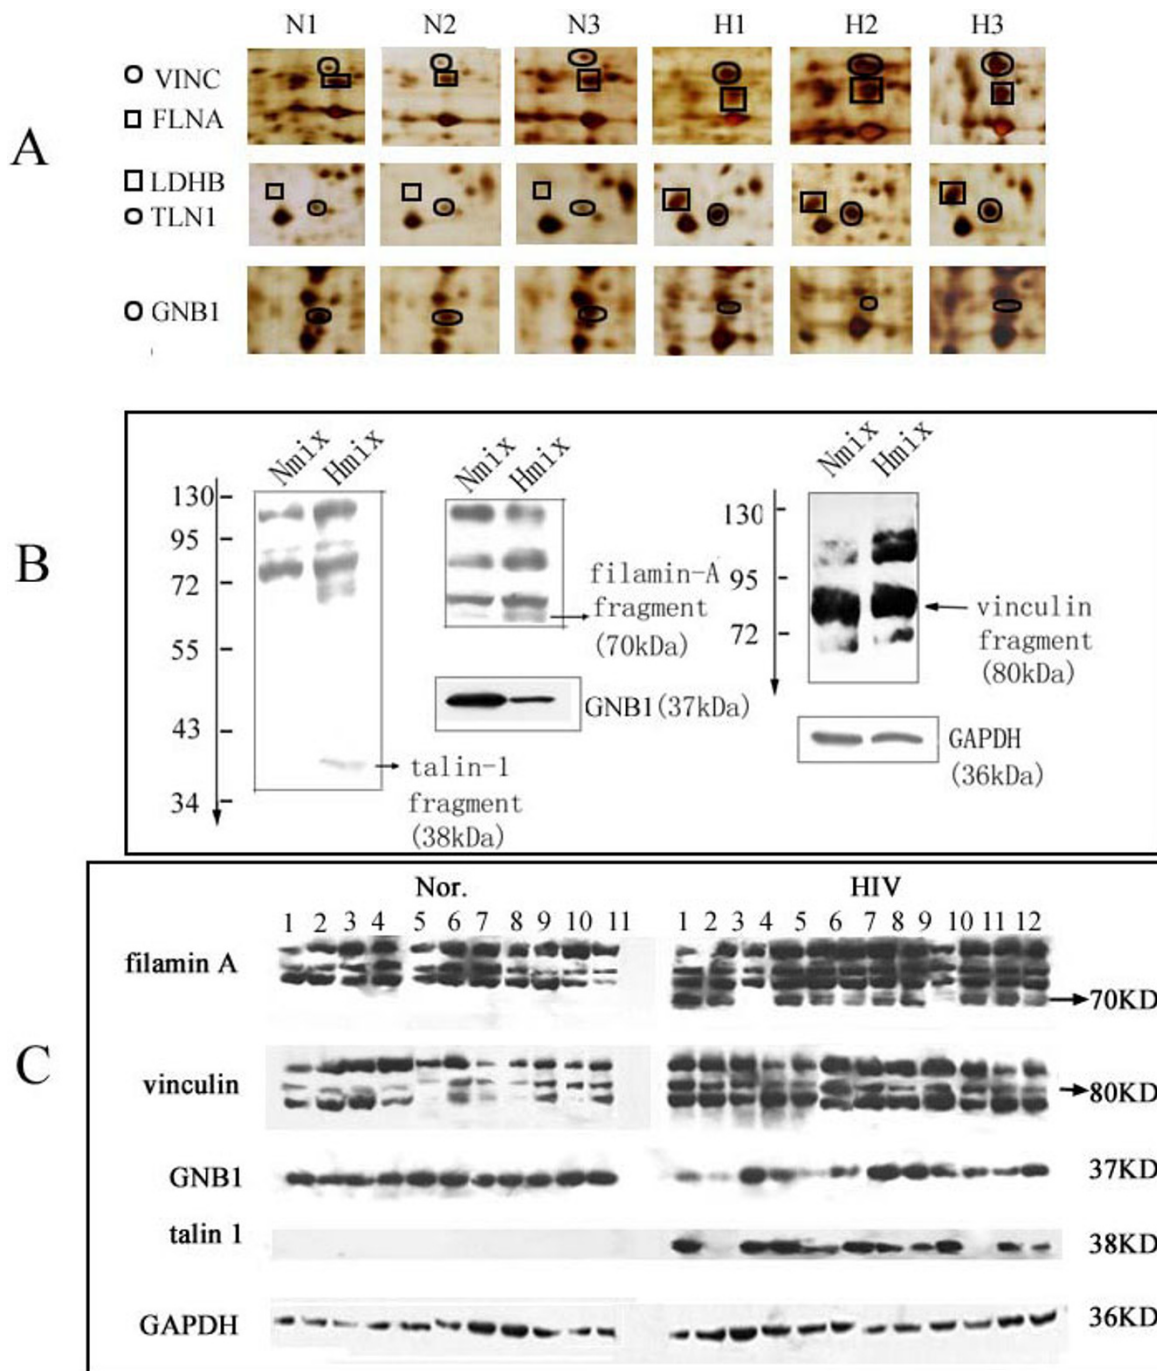 N1 N2 N3 H1 H2 H3
VINC
FLNA
A
LDHB
TLN1
GNB1
B
Nmix Hmix
130
95
72
55
43
34
talin-1
fragment
(38kDa)
Nmix Hmix
filamin-A
fragment
(70kDa)
GNB1(37kDa)
Nmix Hmix
130
95
72
vinculin
fragment
(80kDa)
GAPDH
(36kDa)
C
Nor. HIV
1 2 3 4 5 6 7 8 9 10 11 1 2 3 4 5 6 7 8 9 10 11 12
filamin A
70KD
vinculin
80KD
GNB1 37KD
talin 1 38KD
GAPDH 36KD